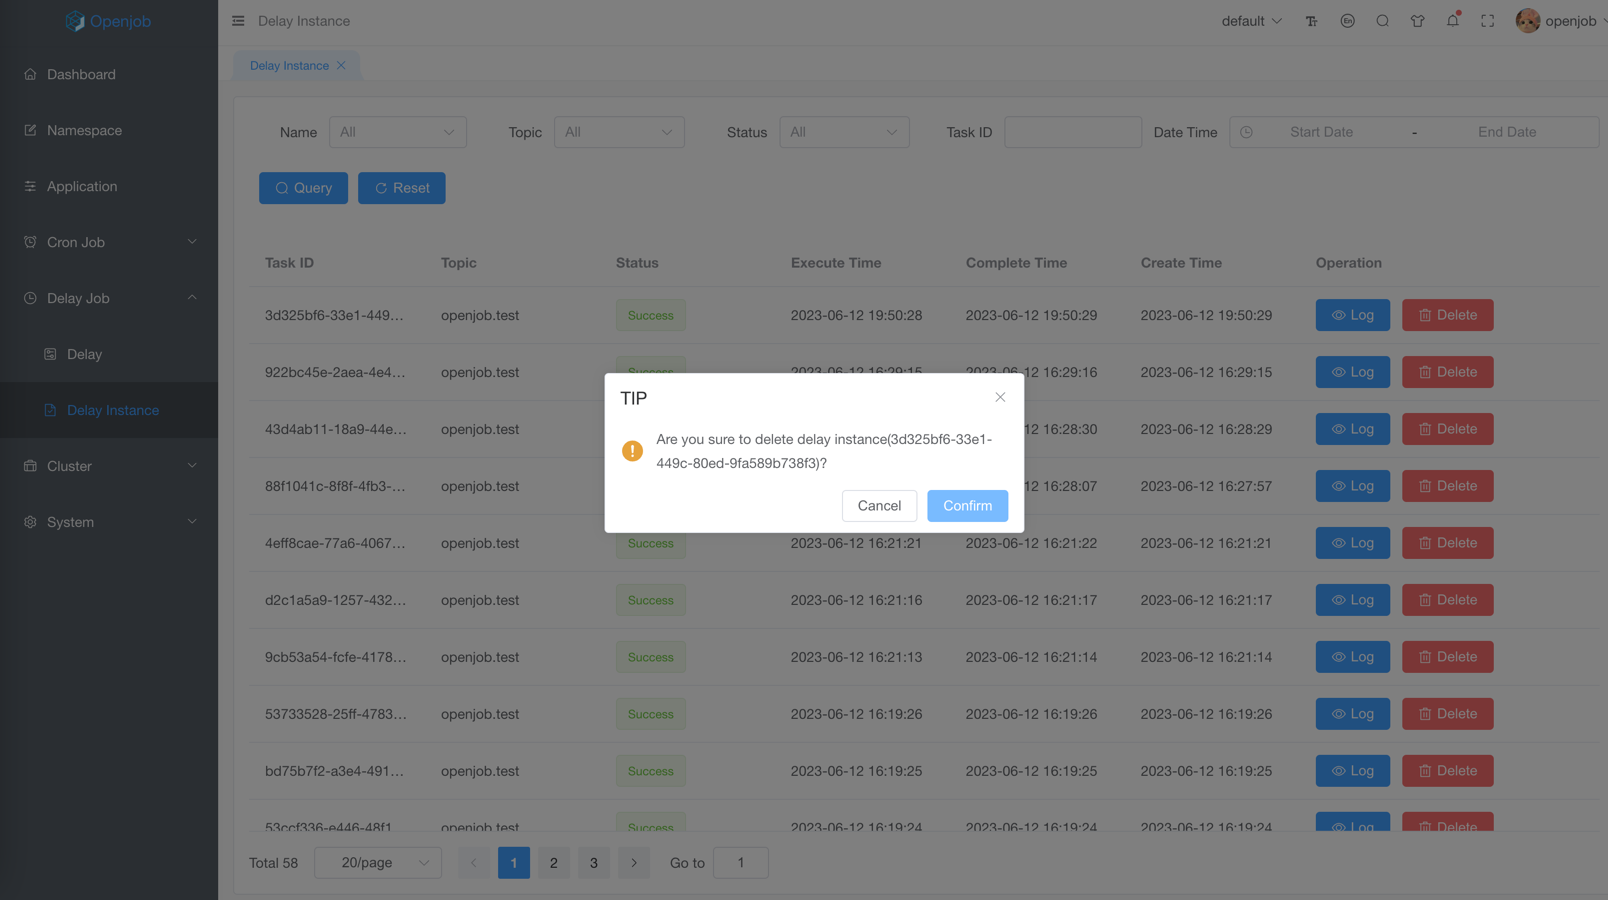 Openjob
Delay Instance
default
En
openjob
Delay Instance
Dashboard
Namespace
Application
Cron Job
Delay Job
Delay
Delay Instance
Cluster
System
Name All Topic All Status All Task ID Date Time Start Date - End Date
Query Reset
Task ID Topic Status Execute Time Complete Time Create Time Operation
3d325bf6-33e1-449... openjob.test Success 2023-06-12 19:50:28 2023-06-12 19:50:29 2023-06-12 19:50:29 Log Delete
922bc45e-2aea-4e4... openjob.test Success 2023-06-12 16:29:15 16:29:16 2023-06-12 16:29:15 Log Delete
43d4ab11-18a9-44e... openjob.test 12 16:28:30 2023-06-12 16:28:29 Log Delete
88f1041c-8f8f-4fb3-... openjob.test 12 16:28:07 2023-06-12 16:27:57 Log Delete
4eff8cae-77a6-4067... openjob.test Success 2023-06-12 16:21:21 2023-06-12 16:21:22 2023-06-12 16:21:21 Log Delete
d2c1a5a9-1257-432... openjob.test Success 2023-06-12 16:21:16 2023-06-12 16:21:17 2023-06-12 16:21:17 Log Delete
9cb53a54-fcfe-4178... openjob.test Success 2023-06-12 16:21:13 2023-06-12 16:21:14 2023-06-12 16:21:14 Log Delete
53733528-25ff-4783... openjob.test Success 2023-06-12 16:19:26 2023-06-12 16:19:26 2023-06-12 16:19:26 Log Delete
bd75b7f2-a3e4-491... openjob.test Success 2023-06-12 16:19:25 2023-06-12 16:19:25 2023-06-12 16:19:25 Log Delete
53ccf336-e446-48f1 openjob.test Success 2023-06-12 16:19:24 2023-06-12 16:19:24 2023-06-12 16:19:24 Log Delete
TIP
Are you sure to delete delay instance(3d325bf6-33e1-
449c-80ed-9fa589b738f3)?
Cancel Confirm
Total 58 20/page 1 2 3 Go to 1